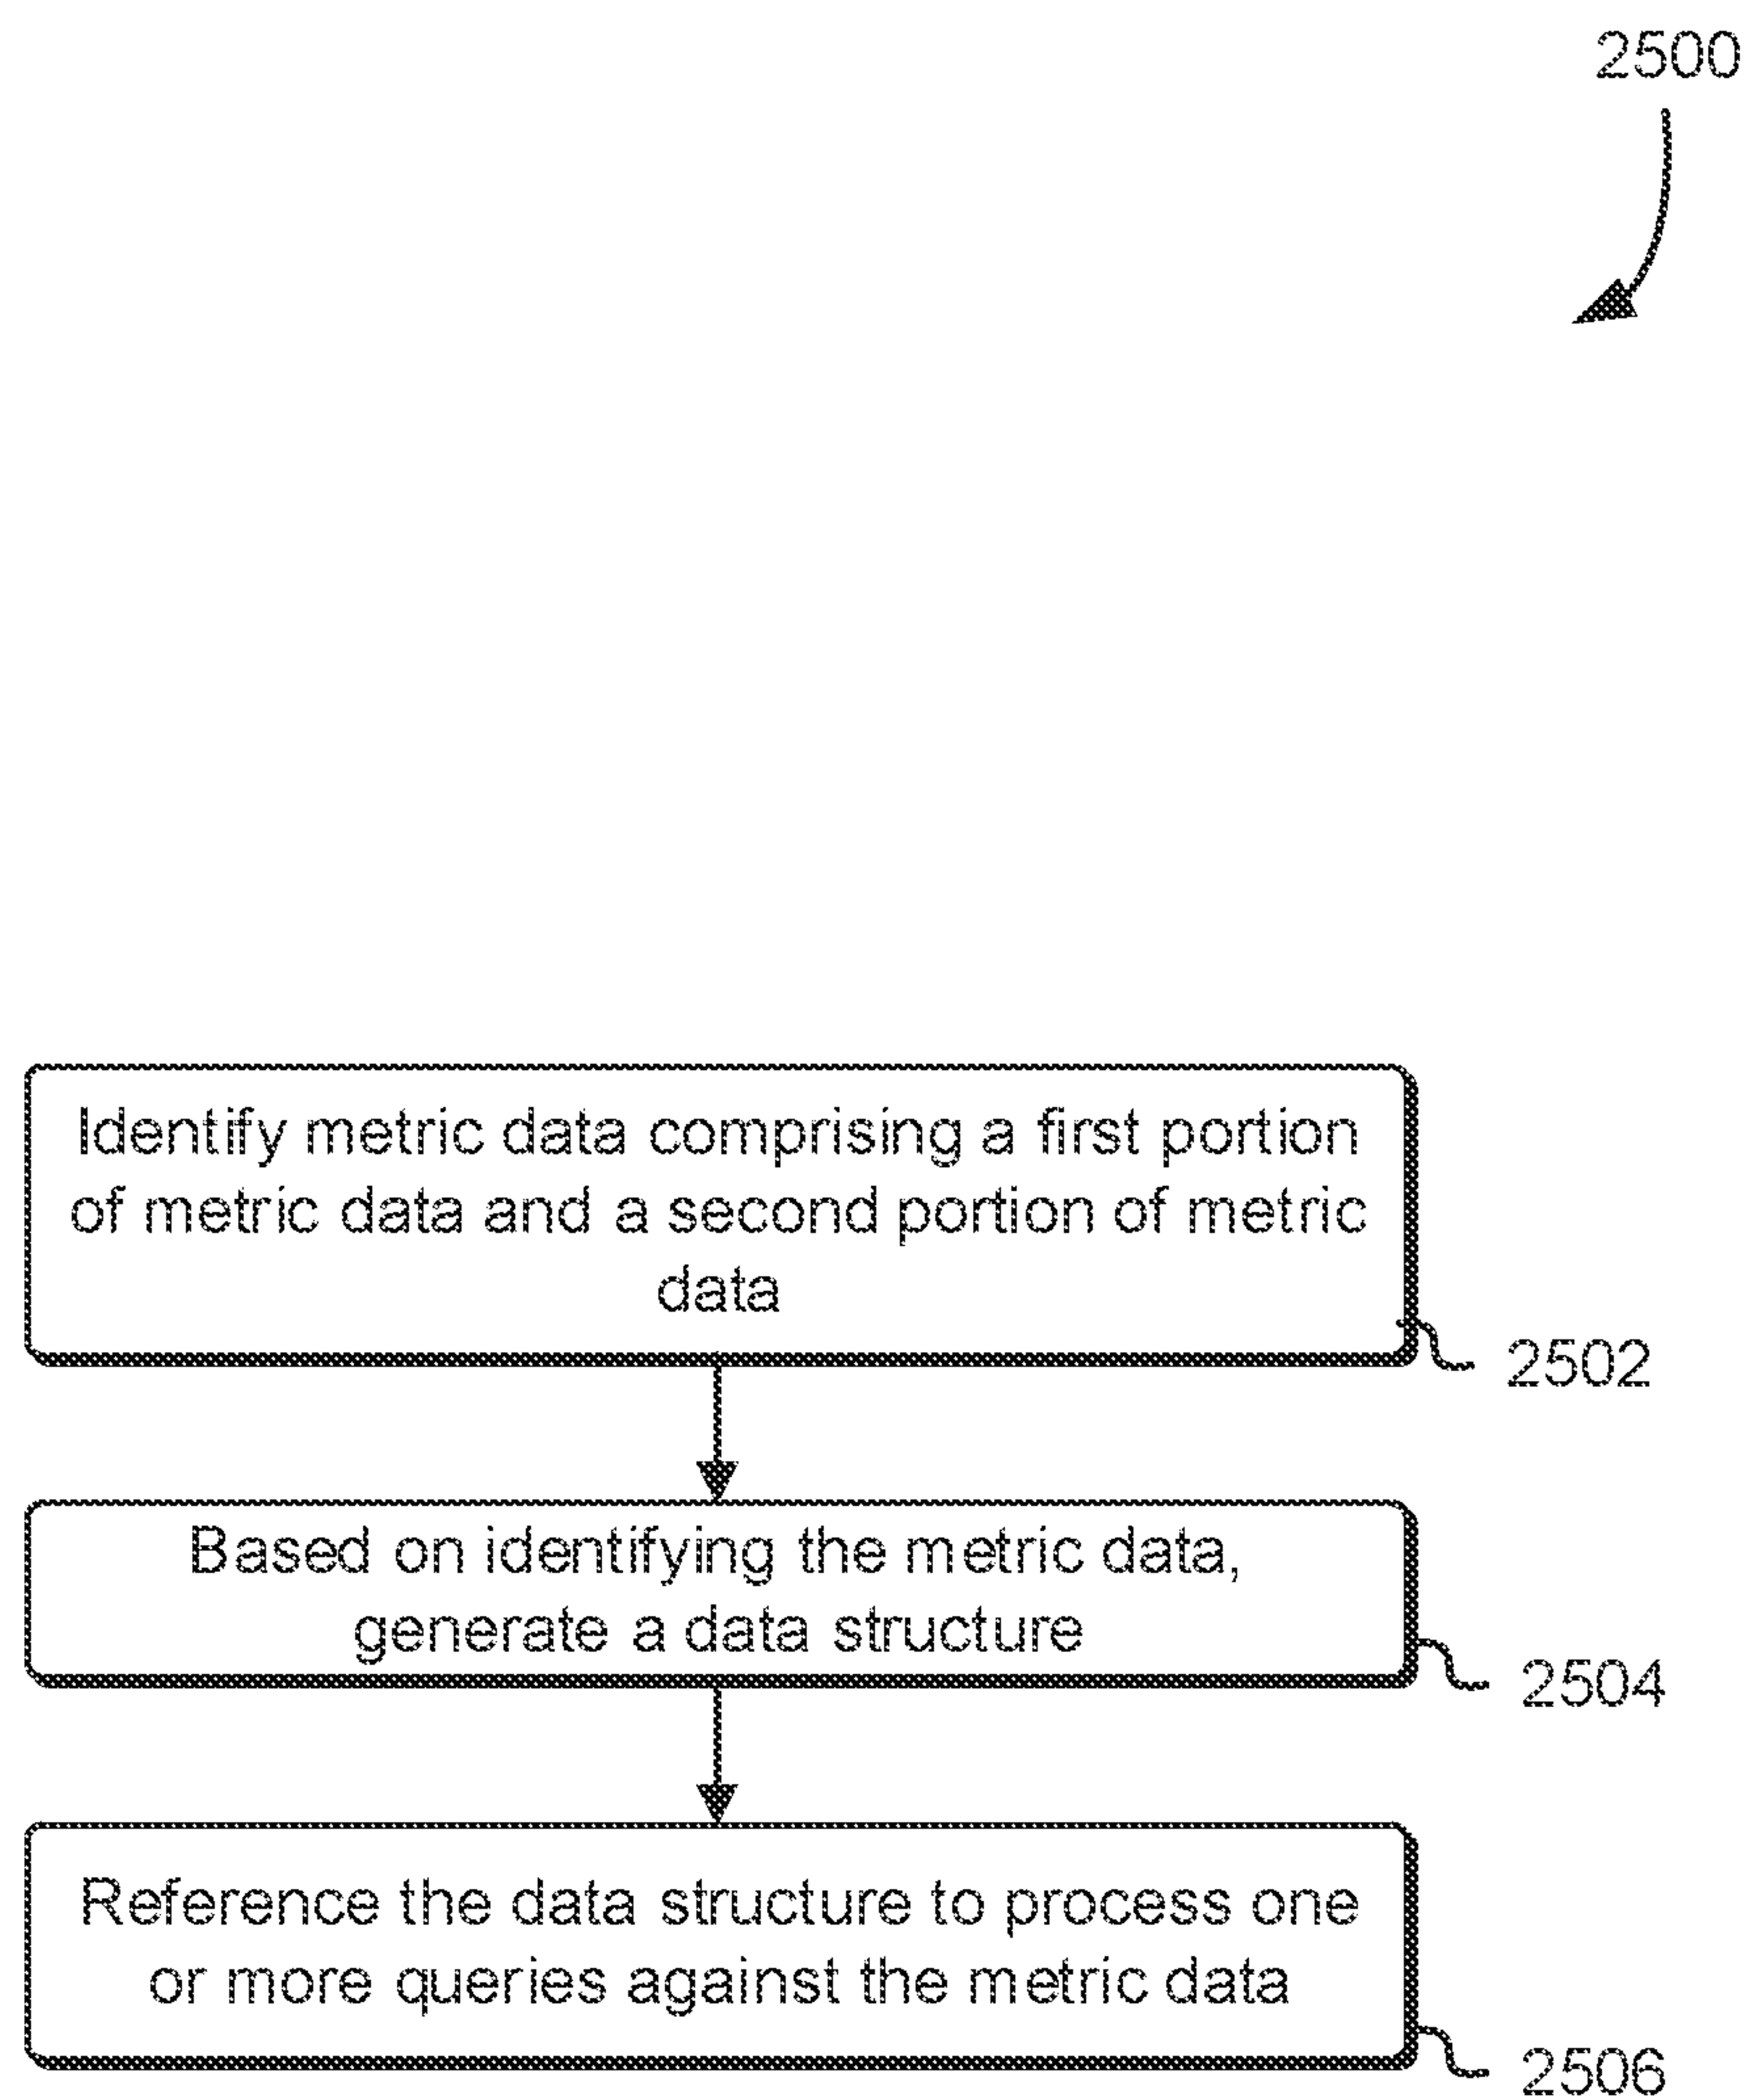 2500
Identify metric data comprising a first portion
of metric data and a second portion of metric
data
2502
Based on identifying the metric data,
generate a data structure
2504
Reference the data structure to process one
or more queries against the metric data
2506